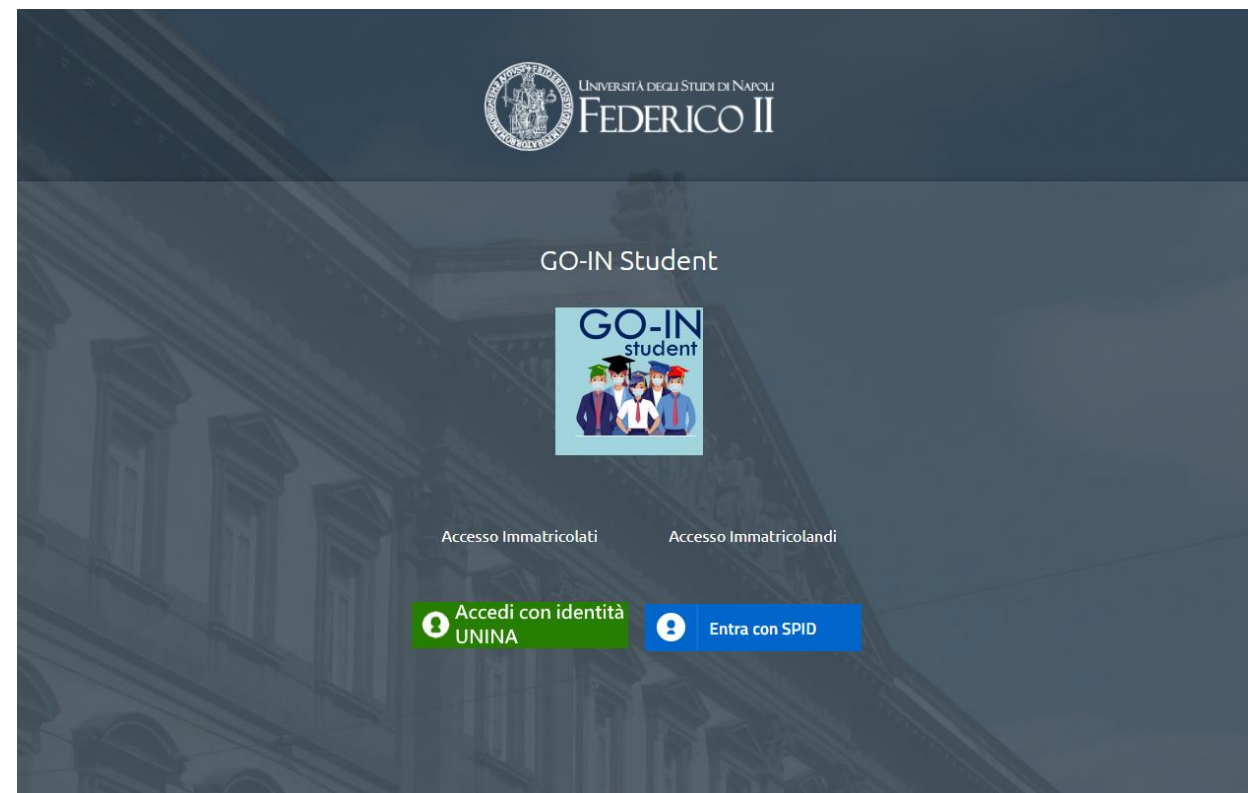 Università degli Studi di Napoli
Federico II
GO-IN Student
GO-IN
student
Accesso Immatricolati
Accesso Immatricolandi
Accedi con identità
UNINA
Entra con SPID